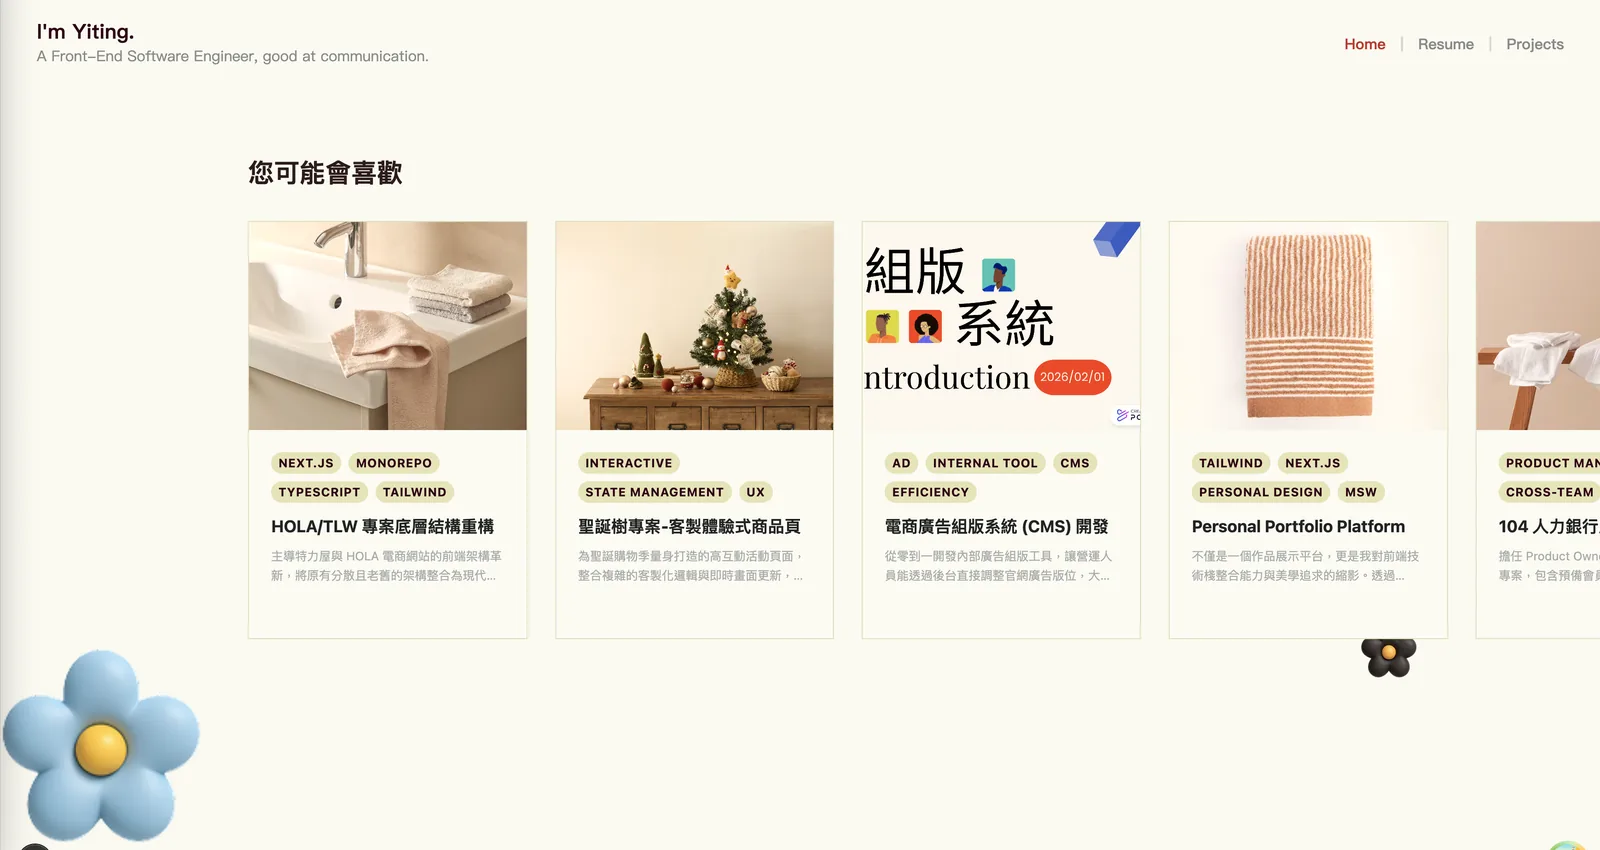 I'm Yiting.
A Front-End Software Engineer, good at communication.
Home | Resume | Projects
您可能會喜歡
組版
系統
ntroduction 2026/02/01
NEXT.JS MONOREPO
TYPESCRIPT TAILWIND
HOLA/TLW 專案底層結構重構
主導特力屋與 HOLA 電商網站的前端架構革
新，將原有分散且老舊的架構整合為現代...
INTERACTIVE
STATE MANAGEMENT UX
聖誕樹專案-客製體驗式商品頁
為聖誕購物季量身打造的高互動活動頁面，
整合複雜的客製化邏輯與即時畫面更新，...
AD INTERNAL TOOL CMS
EFFICIENCY
電商廣告組版系統 (CMS) 開發
從零到一開發內部廣告組版工具，讓營運人
員能透過後台直接調整官網廣告版位，大...
TAILWIND NEXT.JS
PERSONAL DESIGN MSW
Personal Portfolio Platform
不僅是一個作品展示平台，更是我對前端技
術棧整合能力與美學追求的縮影。透過...
PRODUCT MAN
CROSS-TEAM
104 人力銀行
擔任 Product Own
專案，包含預備會